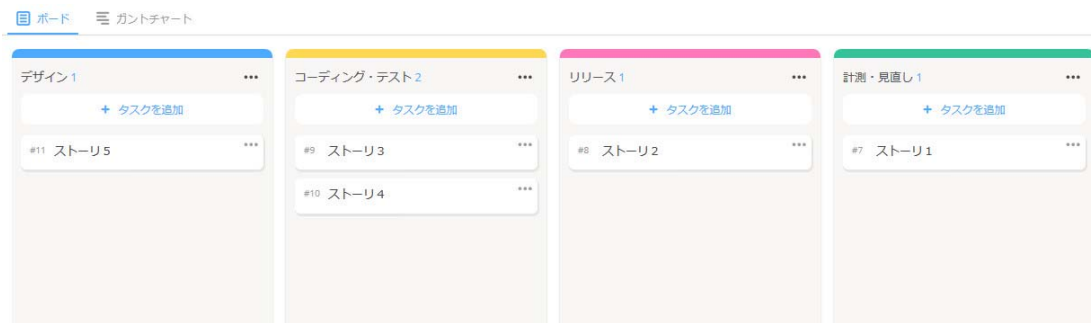 ボード ガントチャート
デザイン 1 •••
+ タスクを追加
#11 ストーリ5 •••
コーディング・テスト 2 •••
+ タスクを追加
#9 ストーリ3 •••
#10 ストーリ4 •••
リリース 1 •••
+ タスクを追加
#8 ストーリ2 •••
計測・見直し 1 •••
+ タスクを追加
#7 ストーリ1 •••